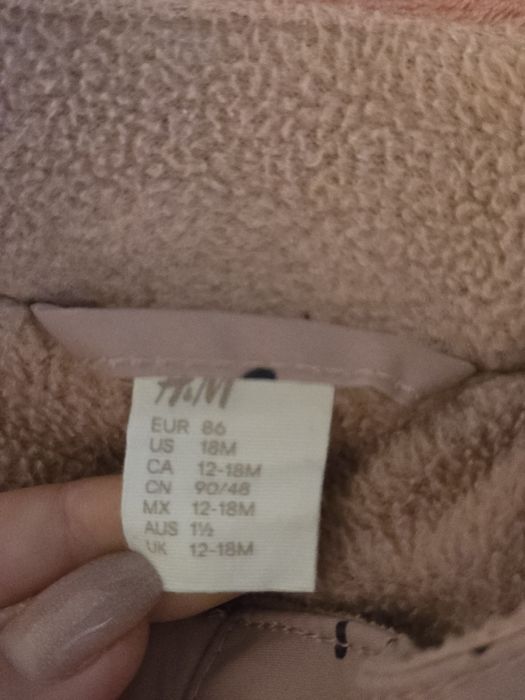 H&M
EUR 86
US 18M
CA 12-18M
CN 90/48
MX 12-18M
AUS 1½
UK 12-18M